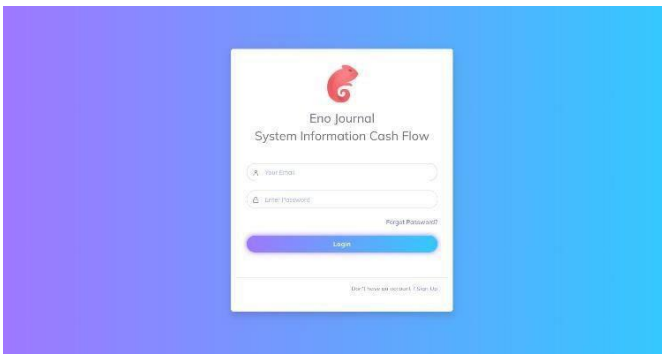 Eno Journal
System Information Cash Flow
Your Email
Enter Password
Forgot Password?
Login
Don't have an account ? Sign Up